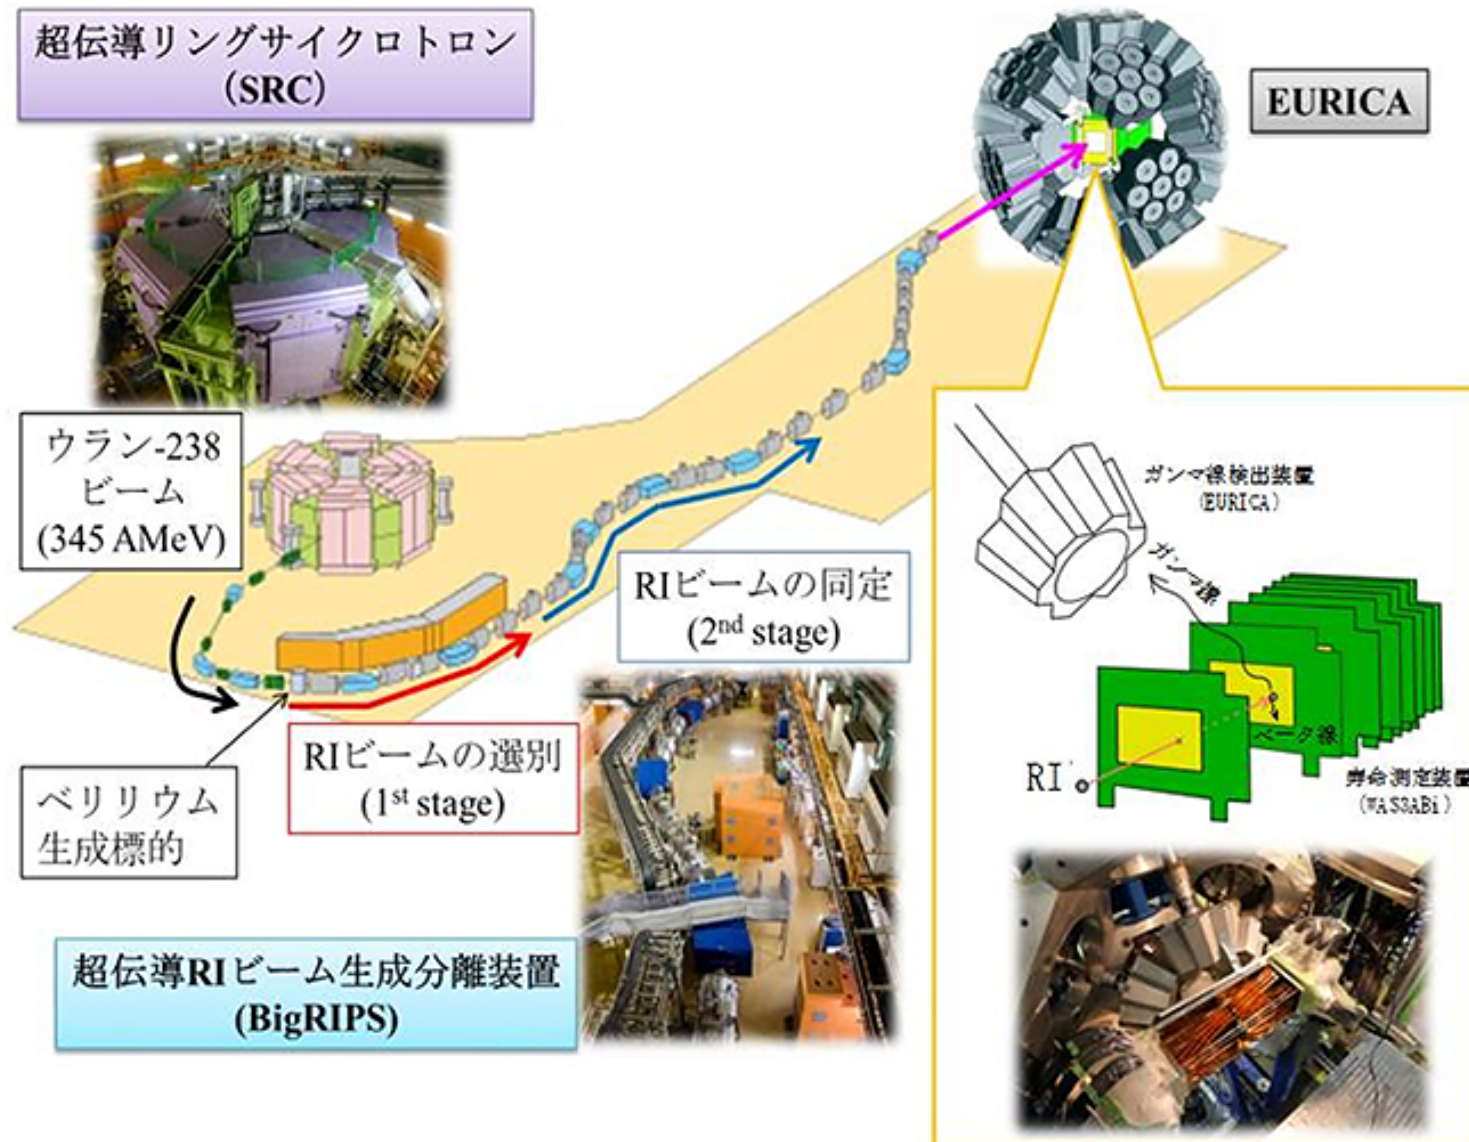 超伝導リングサイクロトロン
(SRC)
EURICA
ウラン-238
ビーム
(345 AMeV)
RIビームの同定
(2nd stage)
RIビームの選別
(1st stage)
ベリリウム
生成標的
超伝導RIビーム生成分離装置
(BigRIPS)
ガンマ線検出装置
(EURICA)
ガンマ線
ベータ線
RI
寿命測定装置
(WAS3ABi)